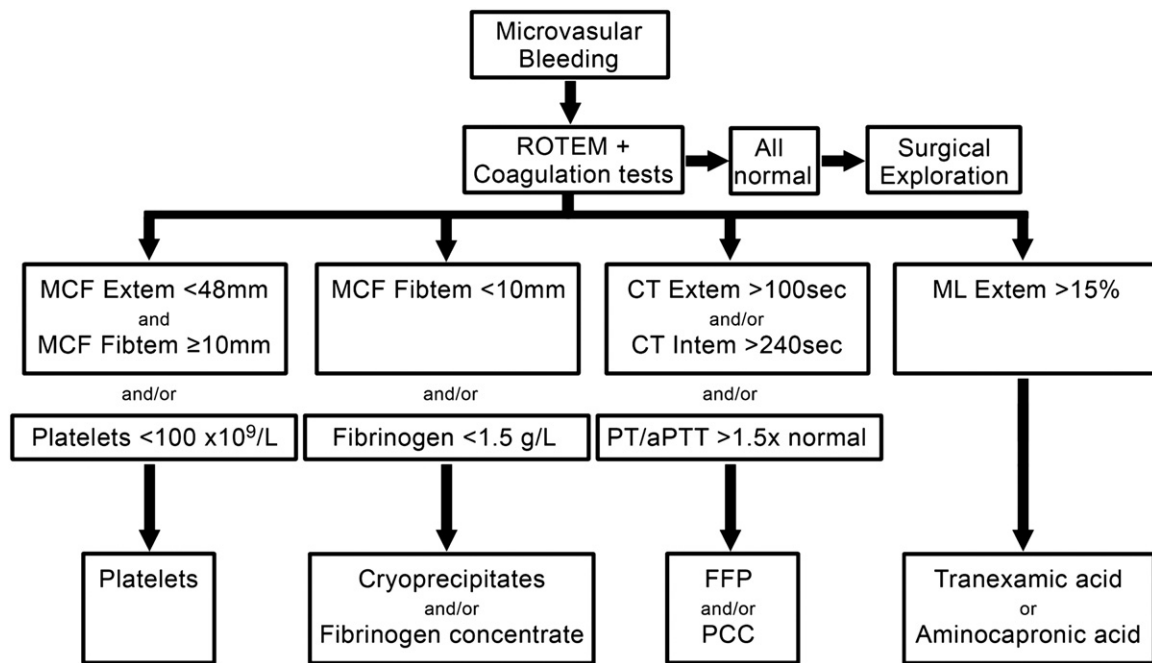 Microvasular
Bleeding
ROTEM +
Coagulation tests
All
normal
Surgical
Exploration
MCF Extem <48mm
and
MCF Fibtem ≥10mm
MCF Fibtem <10mm
CT Extem >100sec
and/or
CT Intem >240sec
ML Extem >15%
and/or
and/or
and/or
Platelets <100 x10⁹/L
Fibrinogen <1.5 g/L
PT/aPTT >1.5x normal
Platelets
Cryoprecipitates
and/or
Fibrinogen concentrate
FFP
and/or
PCC
Tranexamic acid
or
Aminocapronic acid